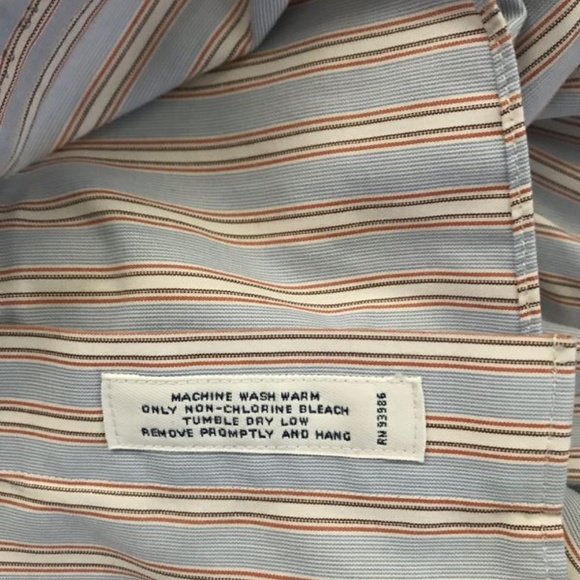 MACHINE WASH WARM
ONLY NON-CHLORINE BLEACH
TUMBLE DRY LOW
REMOVE PROMPTLY AND HANG
RN 93986